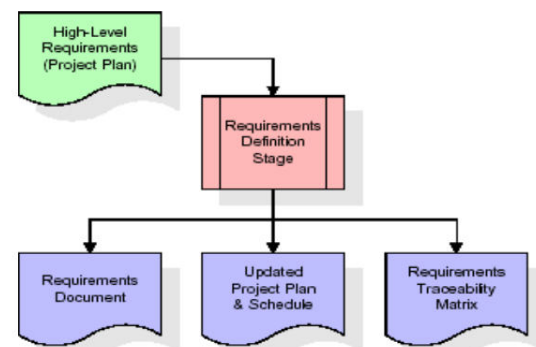 High-Level
Requirements
(Project Plan)
Requirements
Definition
Stage
Requirements
Document
Updated
Project Plan
& Schedule
Requirements
Traceability
Matrix